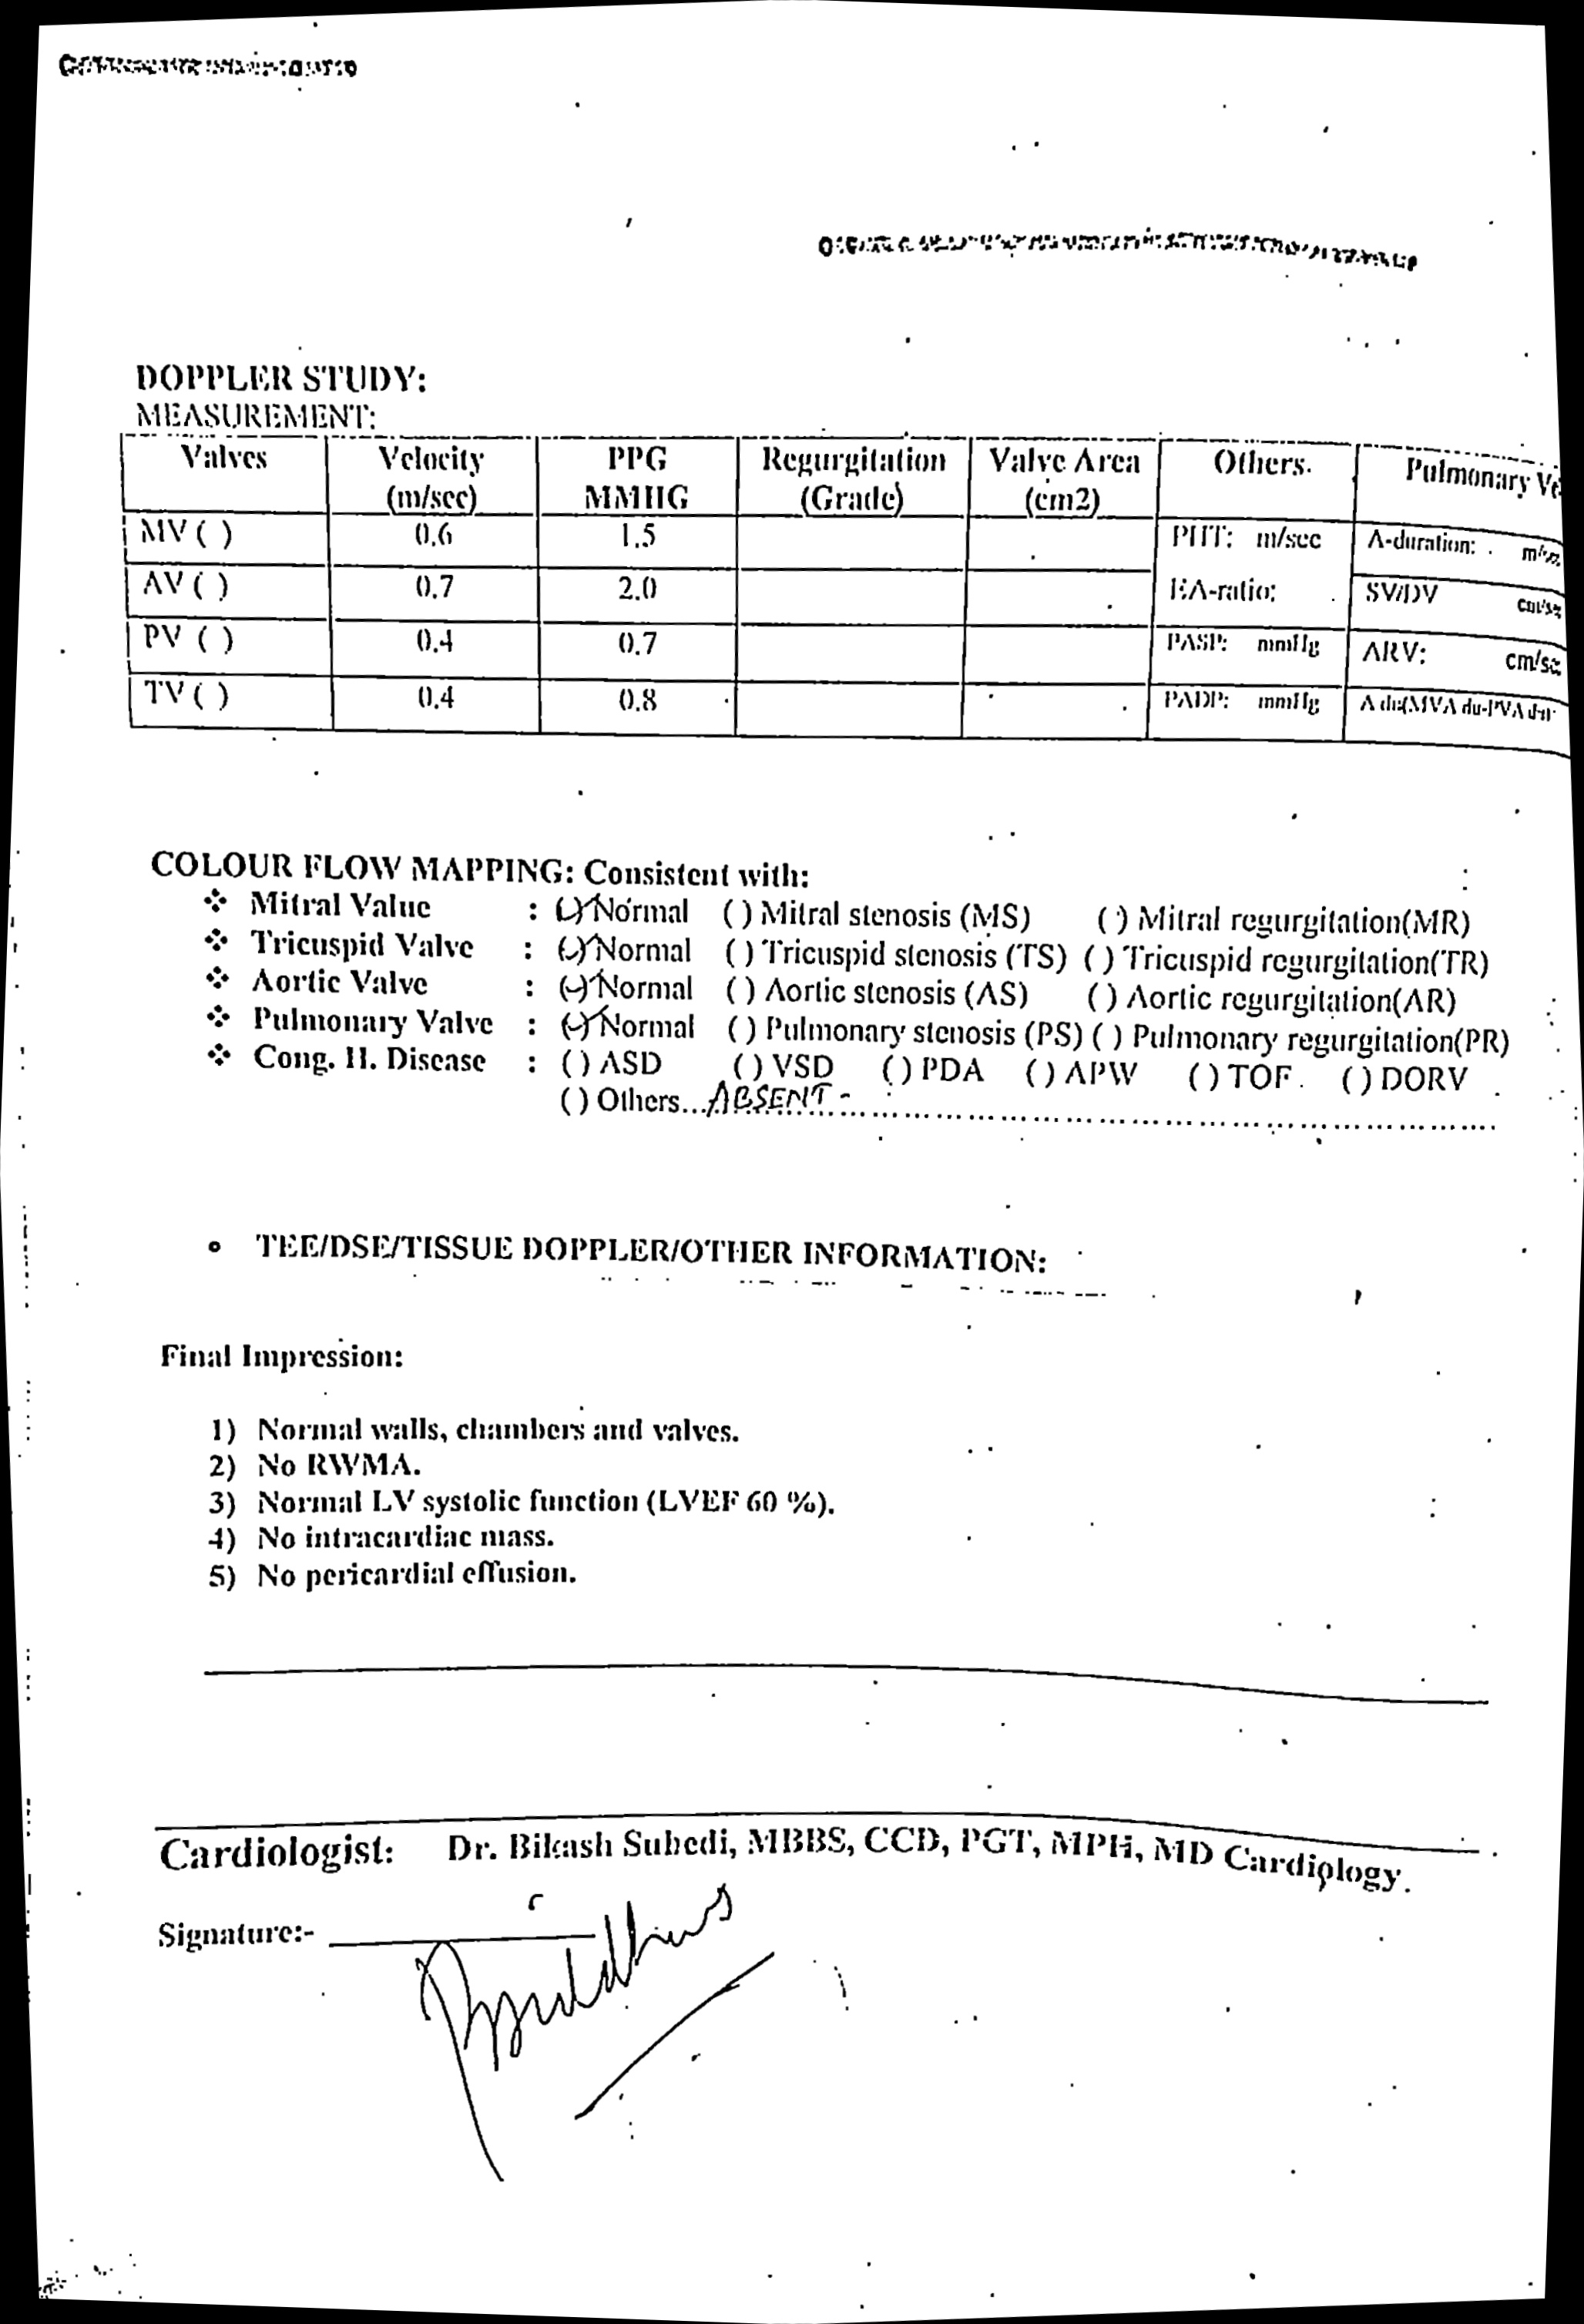 DOPPLER STUDY:
MEASUREMENT:
Valves Velocity (m/sec) PPG MMHG Regurgitation (Grade) Valve Area (cm2) Others. Pulmonary
MV ( ) 0.6 1.5 PHT: m/sec A-duration:
AV ( ) 0.7 2.0 EA-ratio: SV/DV cm/se
PV ( ) 0.4 0.7 PASP: mmHg ARV: cm/se
TV ( ) 0.4 0.8 PADP: mmHg A du(MVA du-PVA
COLOUR FLOW MAPPING: Consistent with:
❖ Mitral Value : (✓) Normal ( ) Mitral stenosis (MS) ( ) Mitral regurgitation(MR)
❖ Tricuspid Valve : (✓) Normal ( ) Tricuspid stenosis (TS) ( ) Tricuspid regurgitation(TR)
❖ Aortic Valve : (✓) Normal ( ) Aortic stenosis (AS) ( ) Aortic regurgitation(AR)
❖ Pulmonary Valve : (✓) Normal ( ) Pulmonary stenosis (PS) ( ) Pulmonary regurgitation(PR)
❖ Cong. H. Disease : ( ) ASD ( ) VSD ( ) PDA ( ) APW ( ) TOF ( ) DORV
( ) Others... ABSENT -
• TEE/DSE/TISSUE DOPPLER/OTHER INFORMATION:
Final Impression:
1) Normal walls, chambers and valves.
2) No RWMA.
3) Normal LV systolic function (LVEF 60 %).
4) No intracardiac mass.
5) No pericardial effusion.
Cardiologist: Dr. Bikash Subedi, MBBS, CCD, PGT, MPH, MD Cardiology.
Signature:-